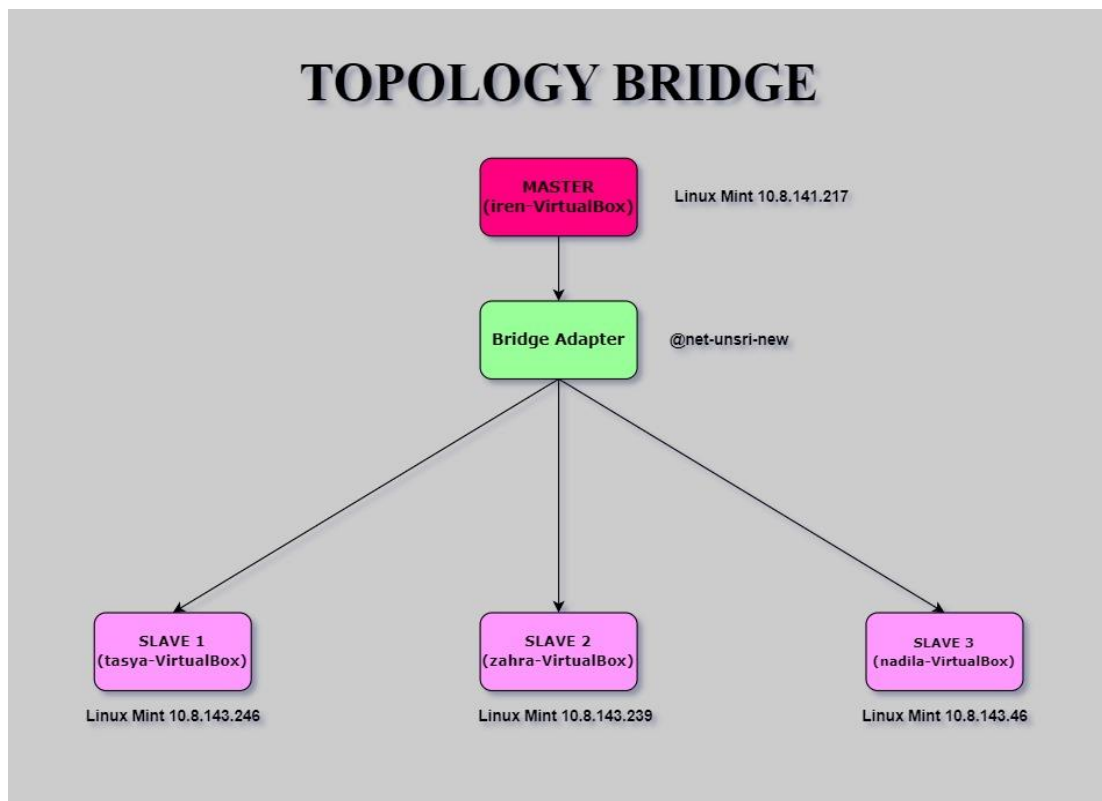 TOPOLOGY BRIDGE
MASTER
(iren-VirtualBox)
Linux Mint 10.8.141.217
Bridge Adapter
@net-unsri-new
SLAVE 1
(tasya-VirtualBox)
Linux Mint 10.8.143.246
SLAVE 2
(zahra-VirtualBox)
Linux Mint 10.8.143.239
SLAVE 3
(nadila-VirtualBox)
Linux Mint 10.8.143.46